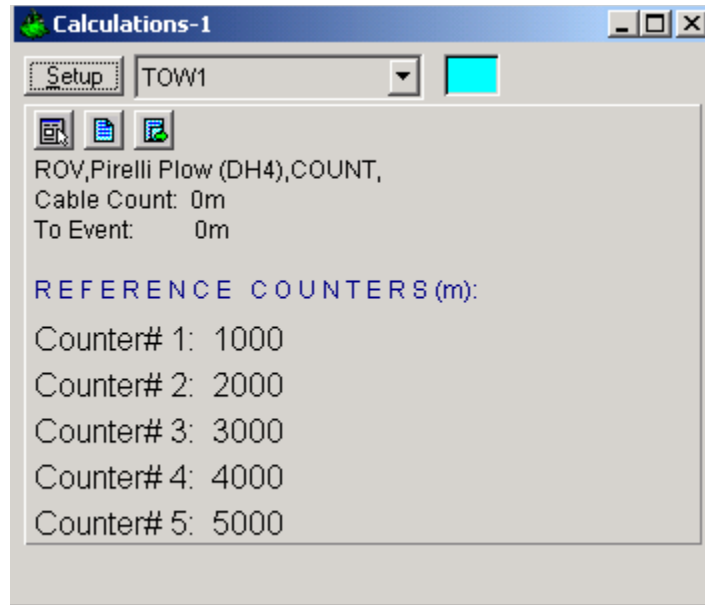 Calculations-1
Setup TOW1
ROV,Pirelli Plow (DH4),COUNT,
Cable Count: 0m
To Event: 0m
REFERENCE COUNTERS(m):
Counter# 1: 1000
Counter# 2: 2000
Counter# 3: 3000
Counter# 4: 4000
Counter# 5: 5000